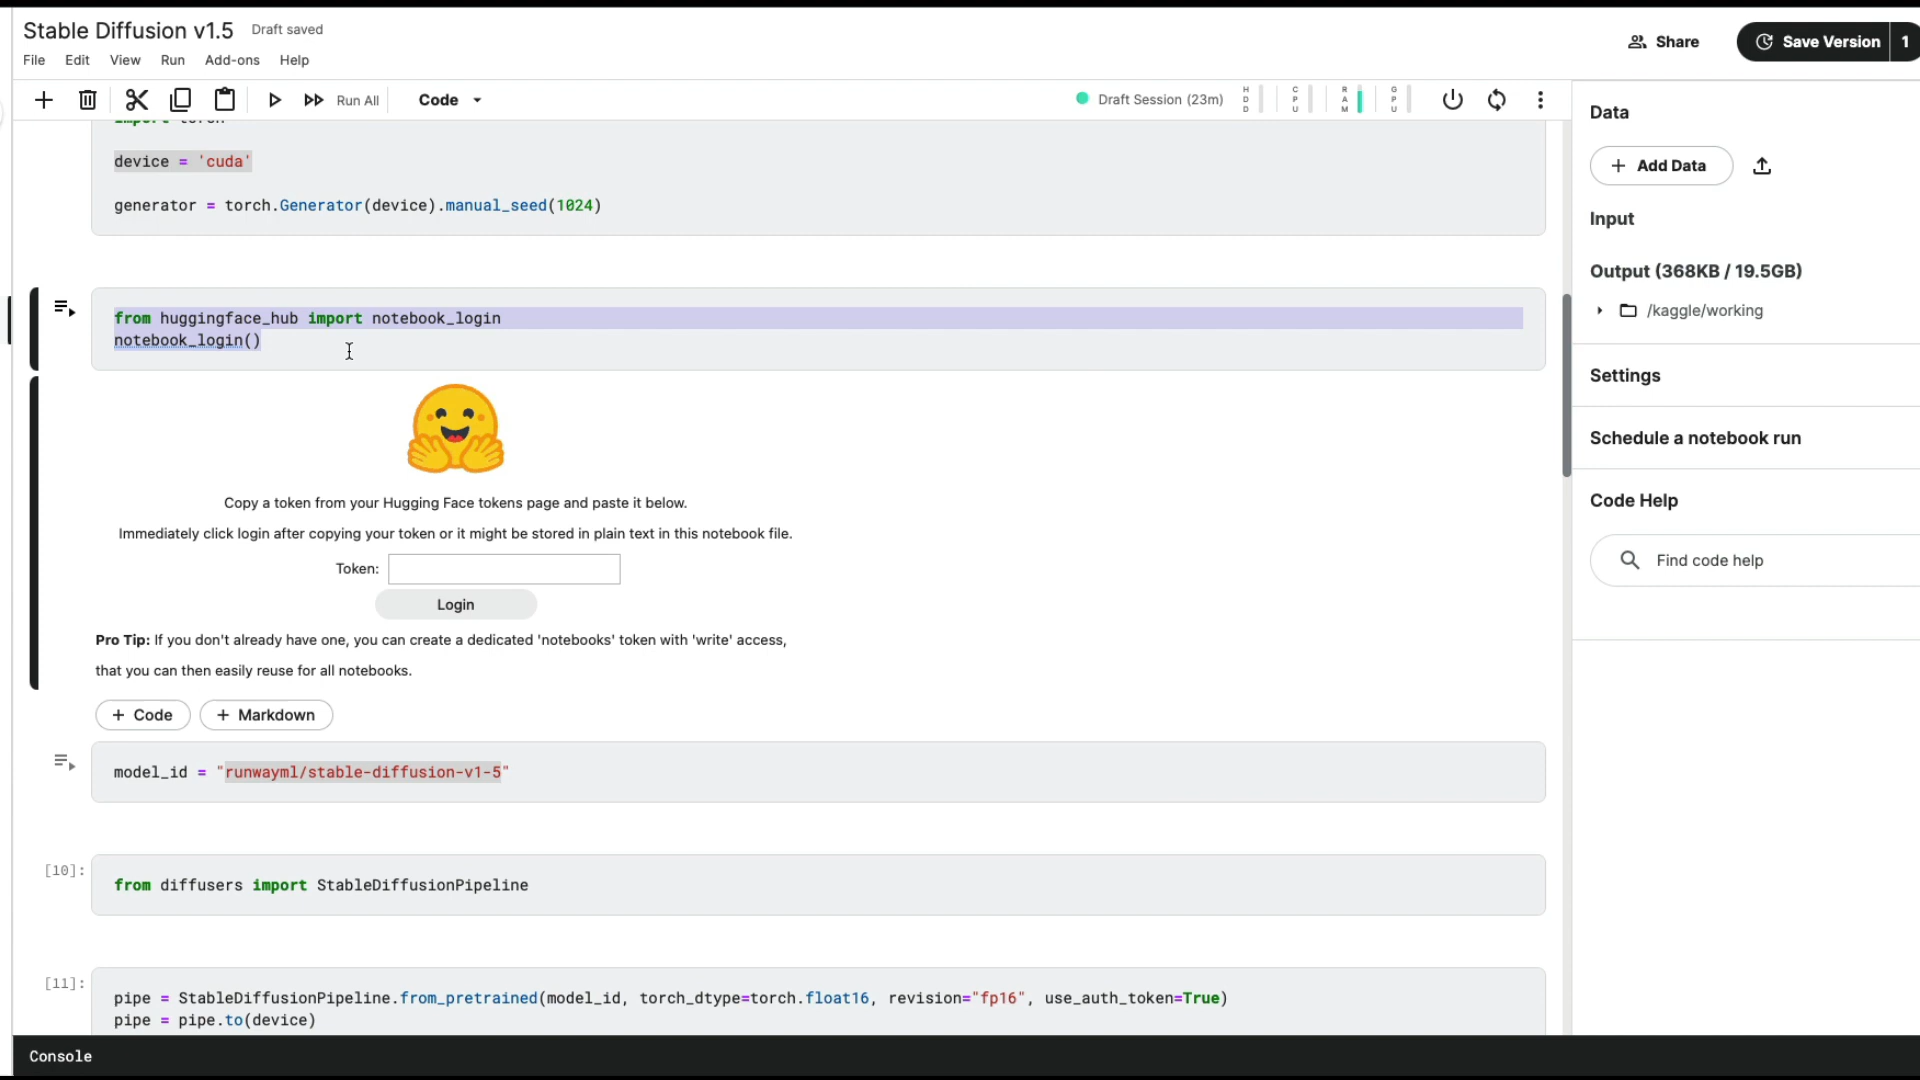 Stable Diffusion v1.5 Draft saved
Share
Save Version 1
File Edit View Run Add-ons Help
Run All Code
Draft Session (23m) HDD CPU RAM GPU
import torch
device = 'cuda'
generator = torch.Generator(device).manual_seed(1024)
from huggingface_hub import notebook_login
notebook_login()
Copy a token from your Hugging Face tokens page and paste it below.
Immediately click login after copying your token or it might be stored in plain text in this notebook file.
Token:
Login
Pro Tip: If you don't already have one, you can create a dedicated 'notebooks' token with 'write' access,
that you can then easily reuse for all notebooks.
+ Code + Markdown
model_id = "runwayml/stable-diffusion-v1-5"
[10]:
from diffusers import StableDiffusionPipeline
[11]:
pipe = StableDiffusionPipeline.from_pretrained(model_id, torch_dtype=torch.float16, revision="fp16", use_auth_token=True)
pipe = pipe.to(device)
Console
Data
+ Add Data
Input
Output (368KB / 19.5GB)
/kaggle/working
Settings
Schedule a notebook run
Code Help
Find code help